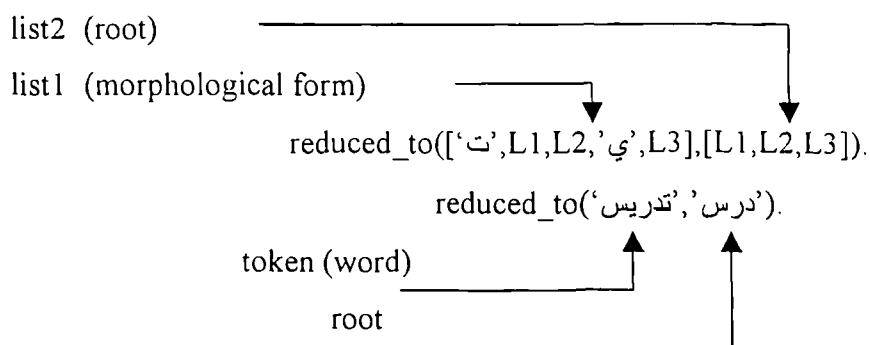 list2 (root)
list1 (morphological form)
reduced_to([‘ت’,L1,L2,‘ي’,L3],[L1,L2,L3]).
reduced_to(‘تدريس’,‘درس’).
token (word)
root